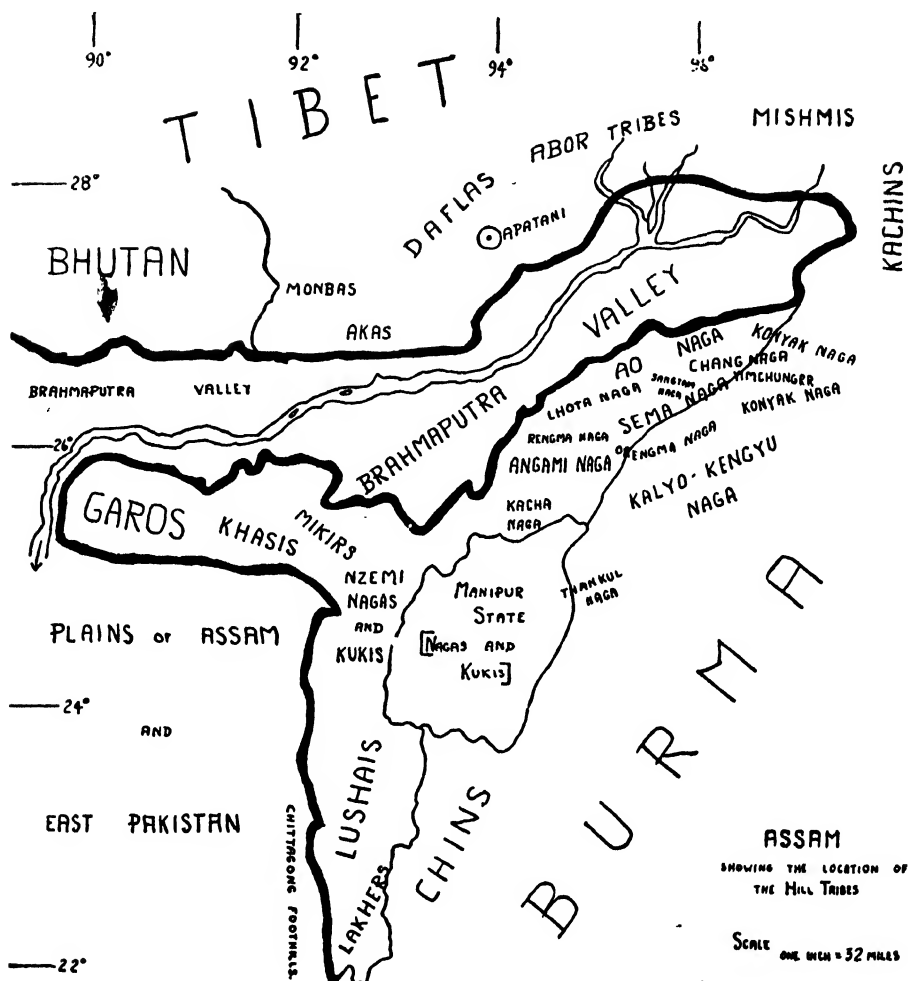 90°
92°
94°
96°
TIBET
ABOR TRIBES
MISHMIS
28°
DAFLAS
APATANI
KACHINS
BHUTAN
MONBAS
AKAS
VALLEY
BRAHMAPUTRA VALLEY
AO NAGA
KONYAK NAGA
CHANG NAGA
SANGTAM
NAGA
YIMCHUNGRR
LHOTA NAGA
SEMA NAGA
KONYAK NAGA
BRAHMAPUTRA
26°
RENGMA NAGA
RENGMA NAGA
ANGAMI NAGA
KALYO-KENGYU
NAGA
GAROS
KHASIS
MIKIRS
KACHA
NAGA
NZEMI
NAGAS
AND
KUKIS
MANIPUR
STATE
[NAGAS AND
KUKIS]
THANKUL
NAGA
PLAINS OF ASSAM
24°
AND
EAST PAKISTAN
BURMA
LUSHAIS
CHINS
CHITTAGONG FOOTHILLS.
LAKHERS
ASSAM
SHOWING THE LOCATION OF
THE HILL TRIBES
22°
SCALE ONE INCH = 32 MILES